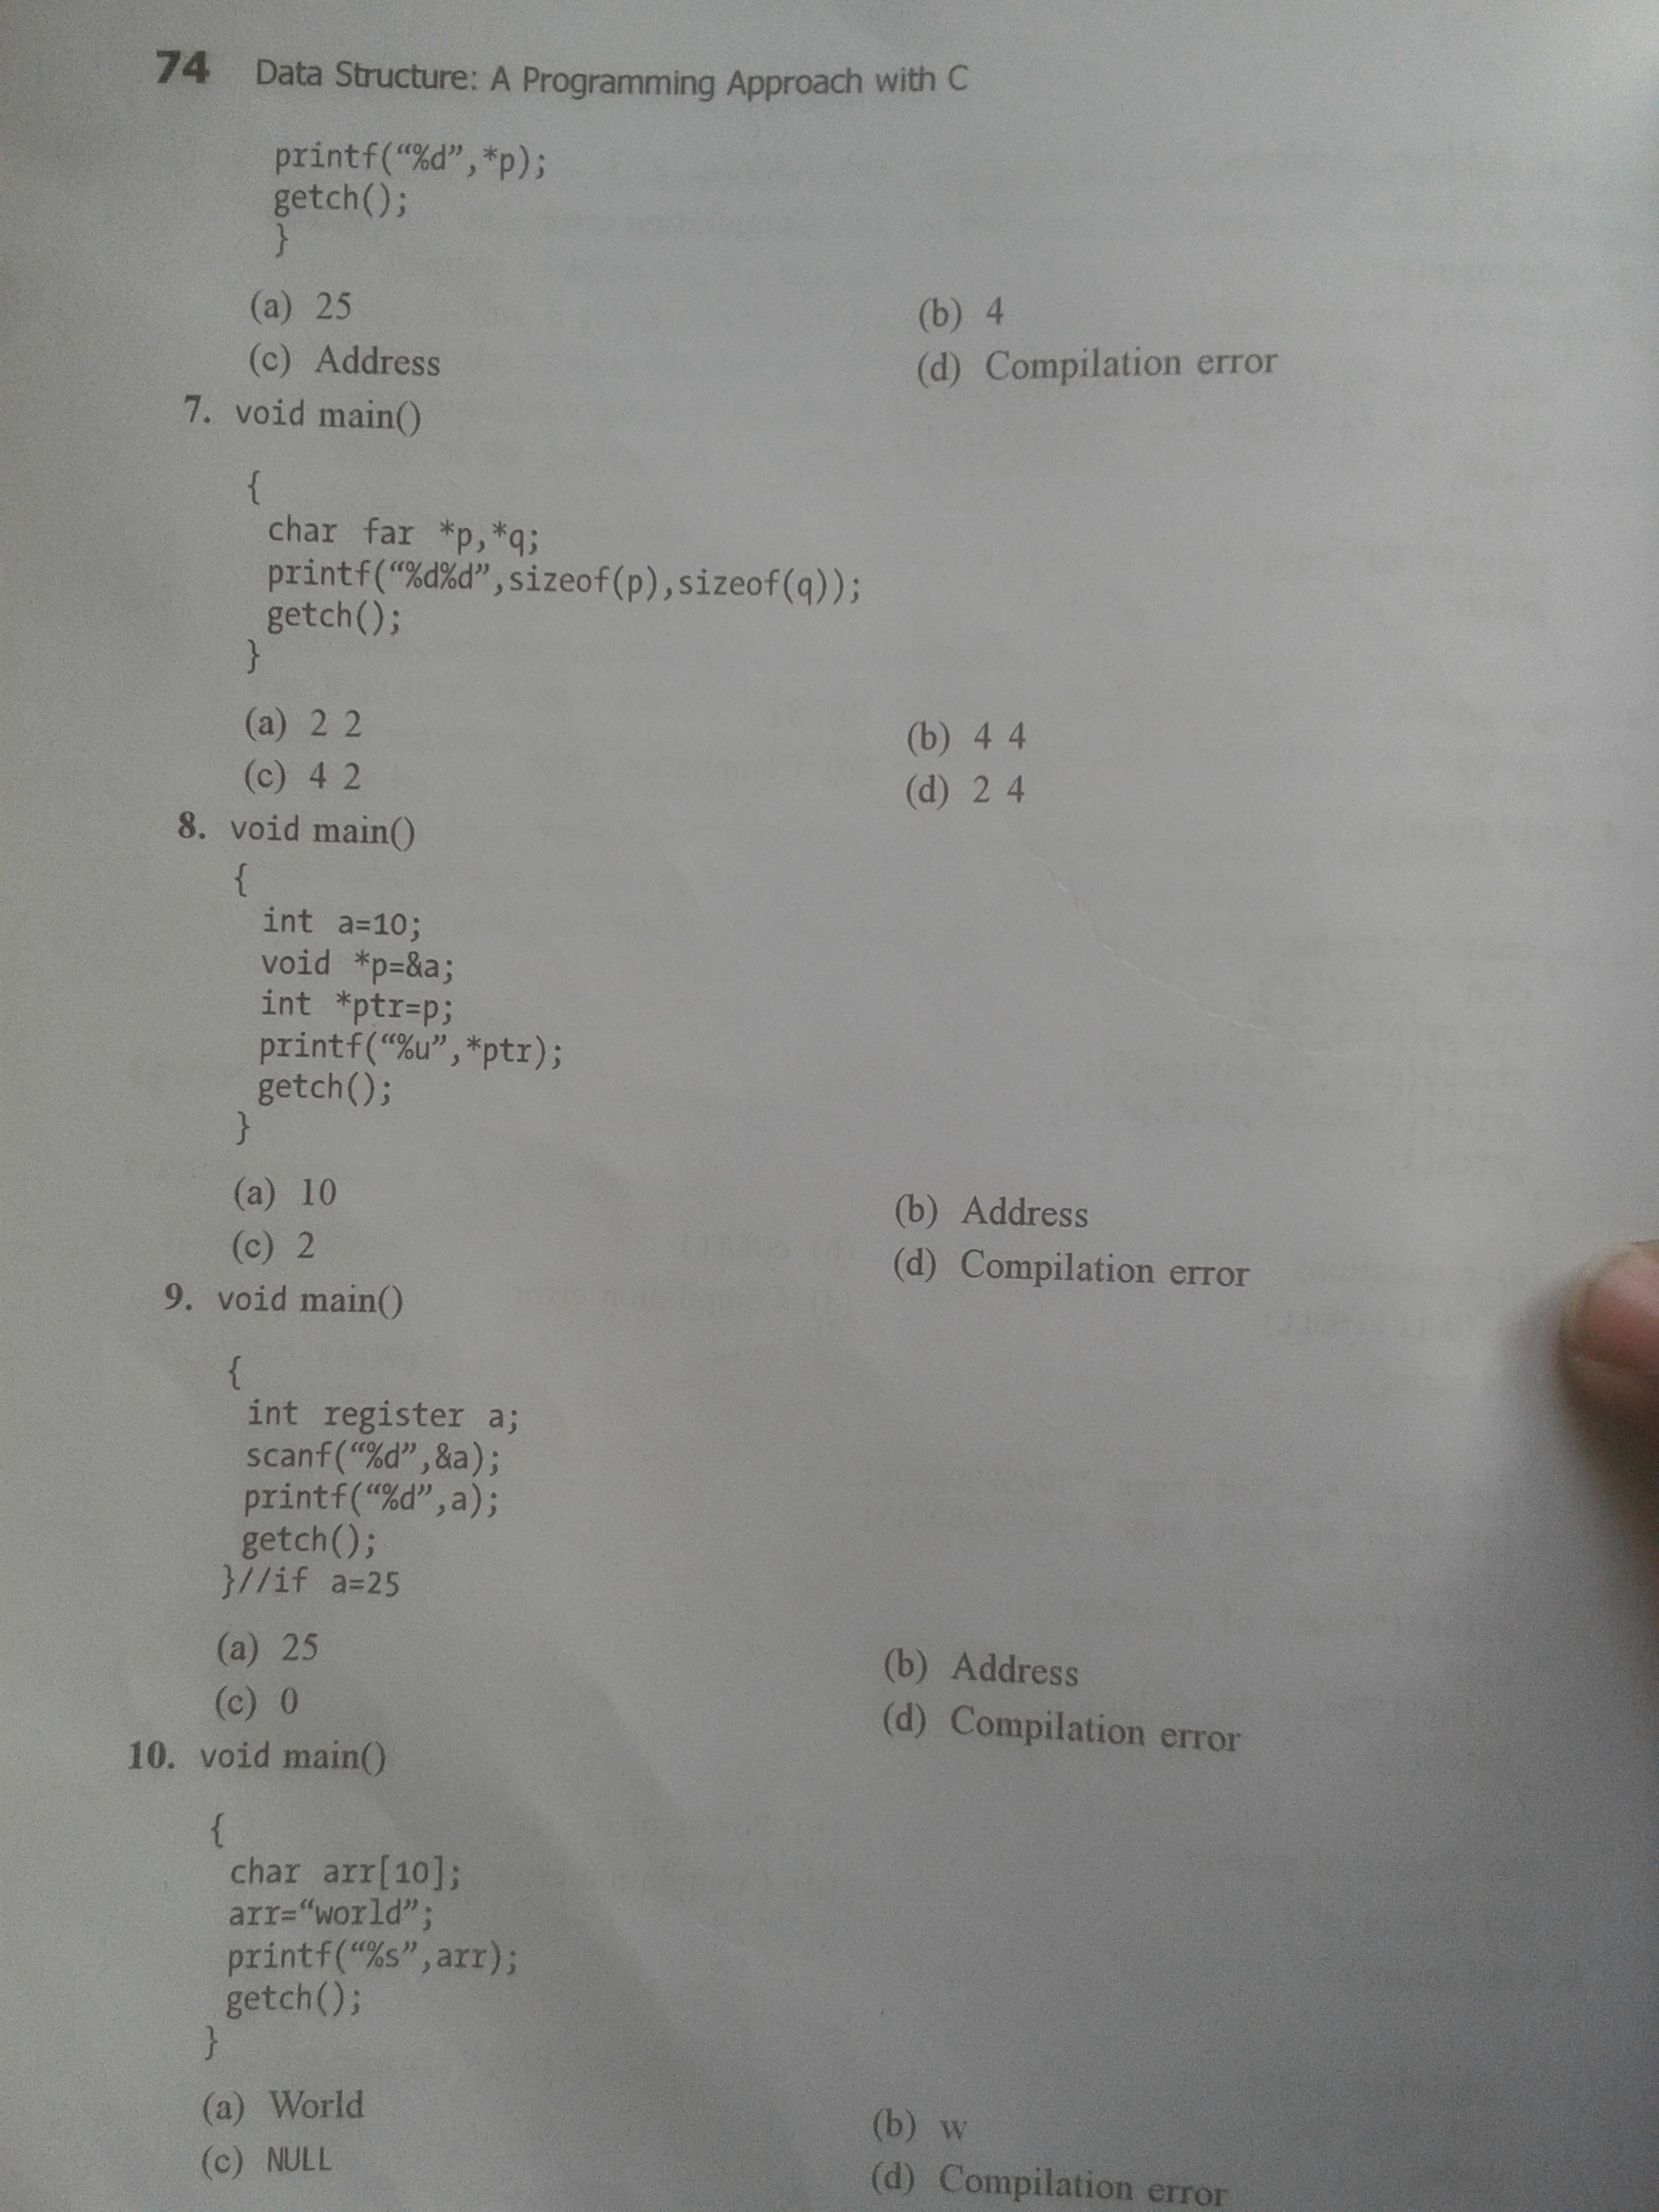 74 Data Structure: A Programming Approach with C
printf(“%d”,*p);
getch();
}
(a) 25 (b) 4
(c) Address (d) Compilation error
7. void main()
{
char far *p,*q;
printf(“%d%d”,sizeof(p),sizeof(q));
getch();
}
(a) 2 2 (b) 4 4
(c) 4 2 (d) 2 4
8. void main()
{
int a=10;
void *p=&a;
int *ptr=p;
printf(“%u”,*ptr);
getch();
}
(a) 10 (b) Address
(c) 2 (d) Compilation error
9. void main()
{
int register a;
scanf(“%d”,&a);
printf(“%d”,a);
getch();
}//if a=25
(a) 25 (b) Address
(c) 0 (d) Compilation error
10. void main()
{
char arr[10];
arr=“world”;
printf(“%s”,arr);
getch();
}
(a) World (b) w
(c) NULL (d) Compilation error